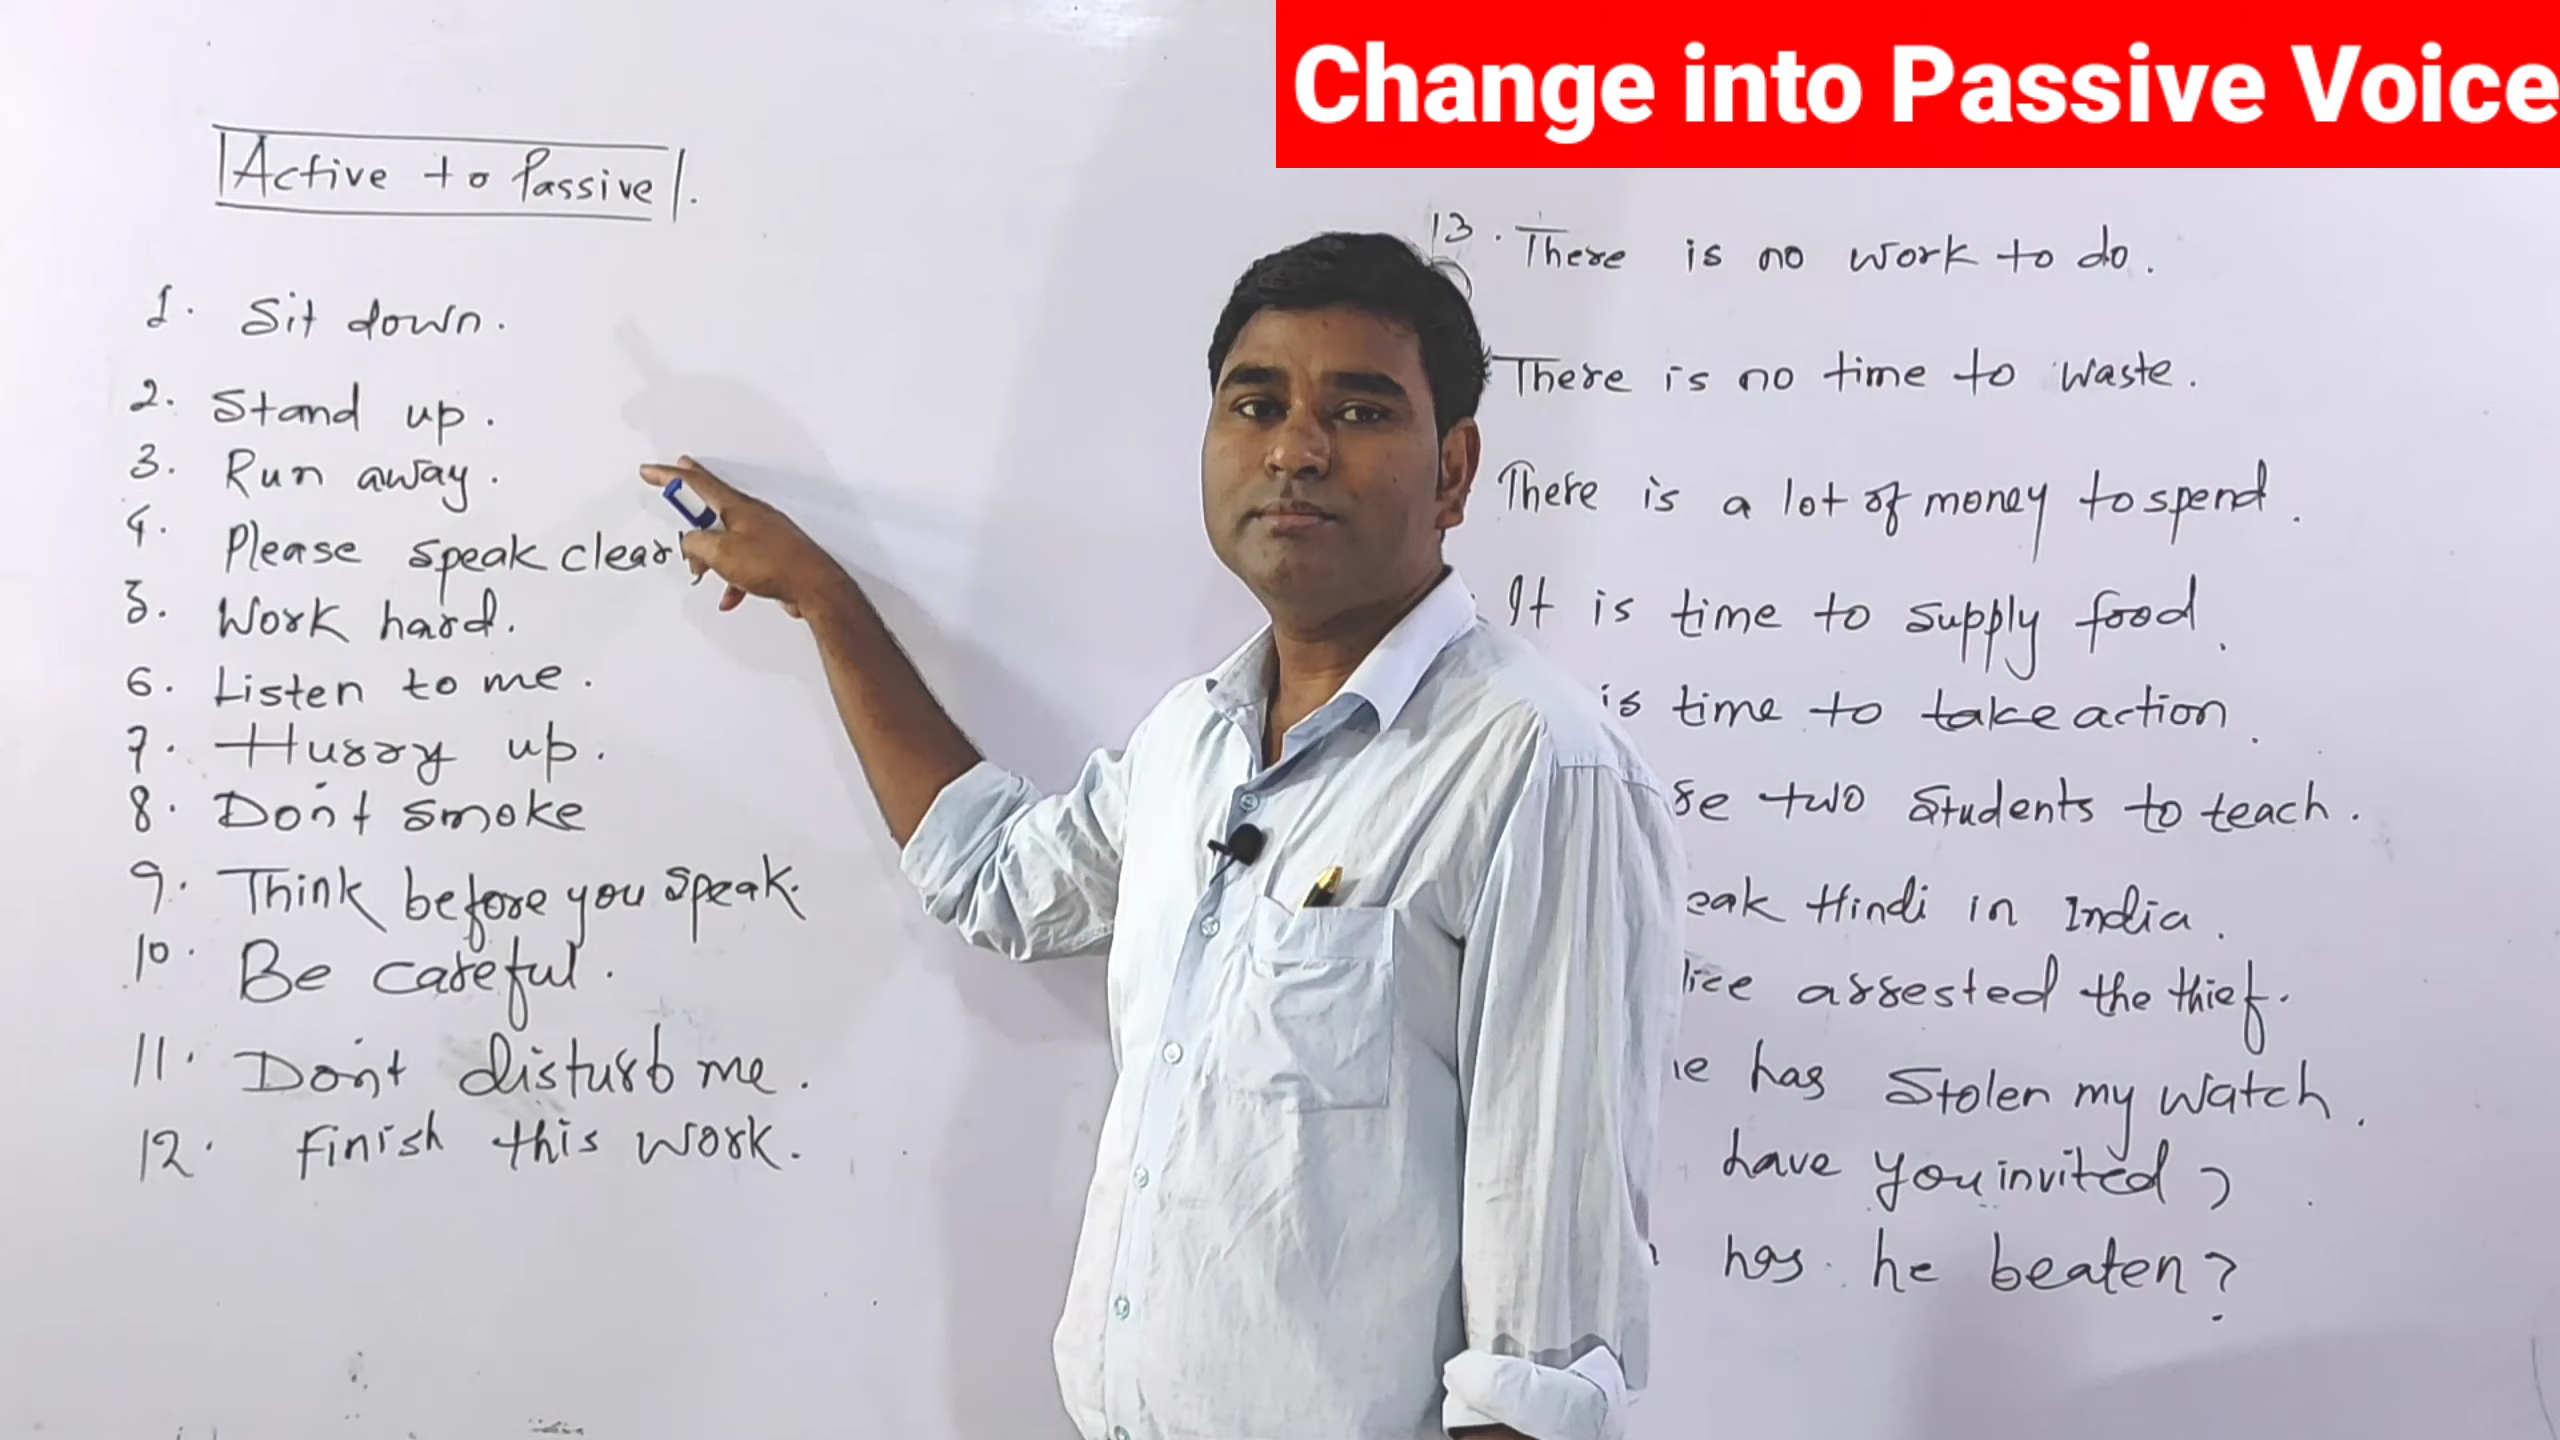 Change into Passive Voice
Active to Passive.
1. Sit down.
2. Stand up.
3. Run away.
4. Please speak
5. Work hard.
6. Listen to me.
7. Hurry up.
8. Don't smoke
9. Think before you speak.
10. Be careful.
11. Don't disturb me.
12. Finish this work.
13. There is no work to do.
There is no time to waste.
There is a lot of money to spend.
It is time to supply food.
is time to take action.
two students to teach.
Hindi in India.
arrested the thief.
has stolen my watch.
have you invited?
has he beaten?